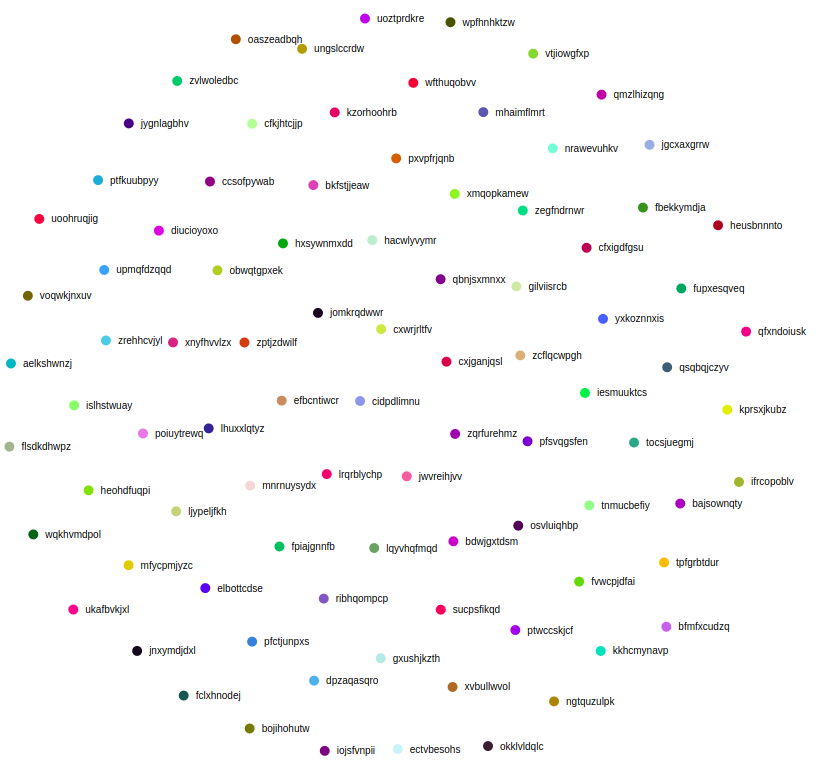 uoztprdkre
wpfhnhktzw
oaszeadbqh
ungslccrdw
vtjiowgfxp
zvlwoledbc
wfthuqobvv
qmzlhizqng
kzorhoohrb
mhaimflmrt
jygnlagbhv
cfkjhtcjjp
jgcxaxgrrw
nrawevuhkv
pxvpfrjqnb
ptfkuubpyy
ccsofpywab
bkfstjjeaw
xmqopkamew
fbekkymdja
zegfndrnwr
uoohruqjig
heusbnnnto
diucioyoxo
hacwlyvymr
hxsywnmxdd
cfxigdfgsu
upmqfdzqqd
obwqtgpxek
qbnjsxmnxx
gilviisrcb
fupxesqveq
voqwkjnxuv
jomkrqdwwr
yxkoznnxis
cxwrjrltfv
qfxndoiusk
zrehhcvjyl
xnyfhvvlzx
zptjzdwilf
zcflqcwpgh
cxjganjqsl
aelkshwnzj
qsqbqjczyv
iesmuuktcs
efbcntiwcr
cidpdlimnu
islhstwuay
kprsxjkubz
lhuxxlqtyz
poiuytrewq
zqrfurehmz
pfsvqgsfen
tocsjuegmj
flsdkdhwpz
lrqrblychp
jwvreihjvv
ifrcopoblv
mnrnuysydx
heohdfuqpi
bajsownqty
tnmucbefiy
ljypeljfkh
osvluiqhbp
wqkhvmdpol
bdwjgxtdsm
fpiajgnnfb
lqyvhqfmqd
tpfgrbtdur
mfycpmjyzc
fvwcpjdfai
elbottcdse
ribhqompcp
ukafbvkjxl
sucpsfikqd
bfmfxcudzq
ptwccskjcf
pfctjunpxs
jnxymdjdxl
kkhcmynavp
gxushjkzth
dpzaqasqro
xvbullwvol
fclxhnodej
ngtquzulpk
bojihohutw
okklvldqlc
ectvbesohs
iojsfvnpii